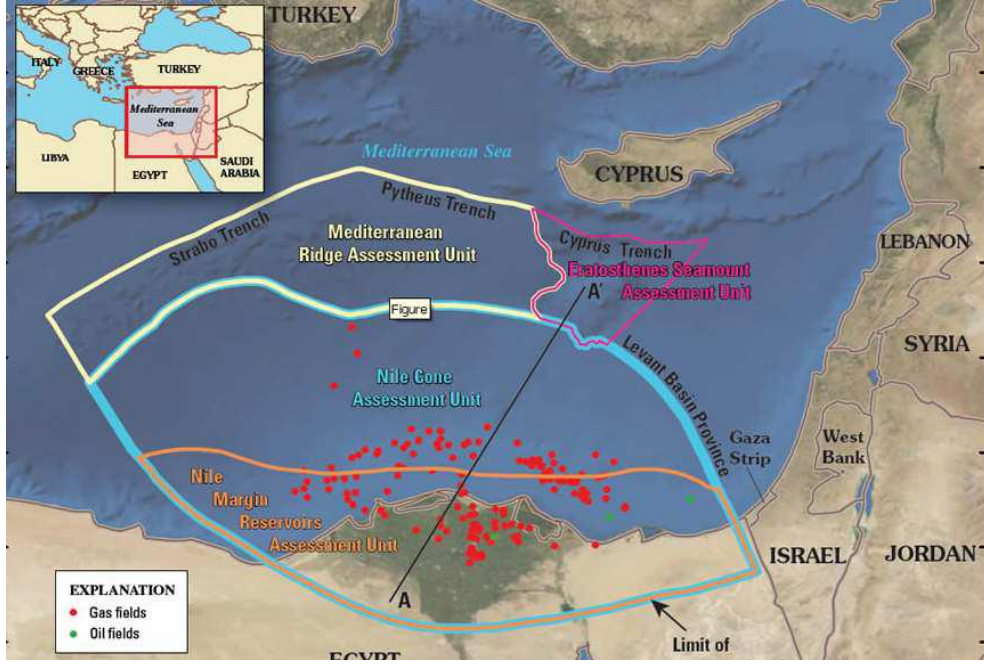 TURKEY
ITALY
GREECE
TURKEY
Mediterranean
Sea
LIBYA
EGYPT
SAUDI
ARABIA
Mediterranean Sea
CYPRUS
Strabo Trench
Pytheus Trench
Mediterranean
Ridge Assessment Unit
Cyprus Trench
Eratosthenes Seamount
Assessment Unit
A'
LEBANON
Figure
SYRIA
Levant Basin Province
Nile Cone
Assessment Unit
Gaza
Strip
West
Bank
Nile
Margin
Reservoirs
Assessment Unit
ISRAEL
JORDAN
A
EXPLANATION
Gas fields
Oil fields
Limit of
EGYPT